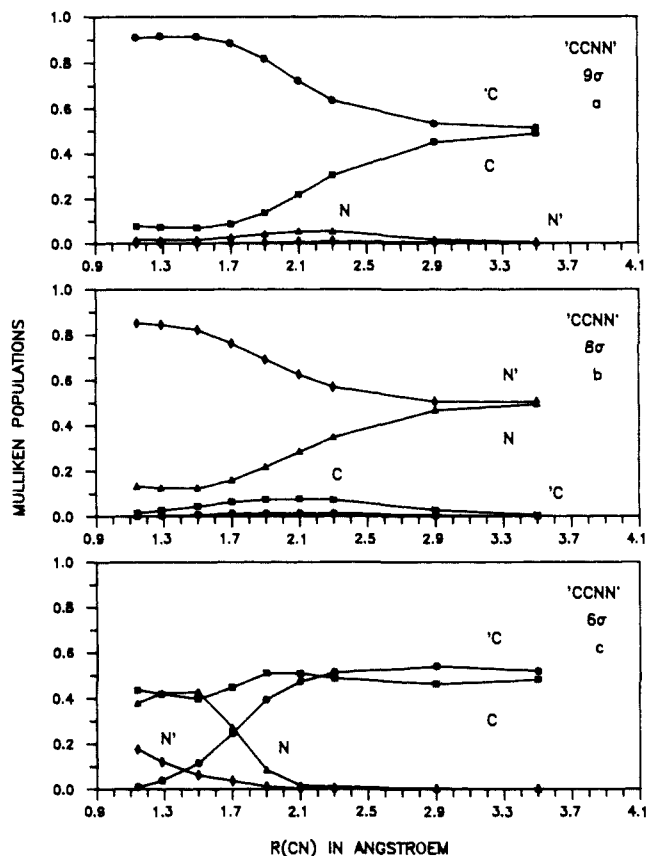 1.0
'CCNN'
0.8
9σ
'C
a
0.6
0.4
C
N
0.2
N'
0.0
0.9 1.3 1.7 2.1 2.5 2.9 3.3 3.7 4.1
1.0
'CCNN'
0.8
8σ
N'
b
0.6
0.4
N
C
0.2
'C
0.0
0.9 1.3 1.7 2.1 2.5 2.9 3.3 3.7 4.1
1.0
'CCNN'
0.8
6σ
'C
c
0.6
0.4
C
N'
N
0.2
0.0
0.9 1.3 1.7 2.1 2.5 2.9 3.3 3.7 4.1
MULLIKEN POPULATIONS
R(CN) IN ANGSTROEM